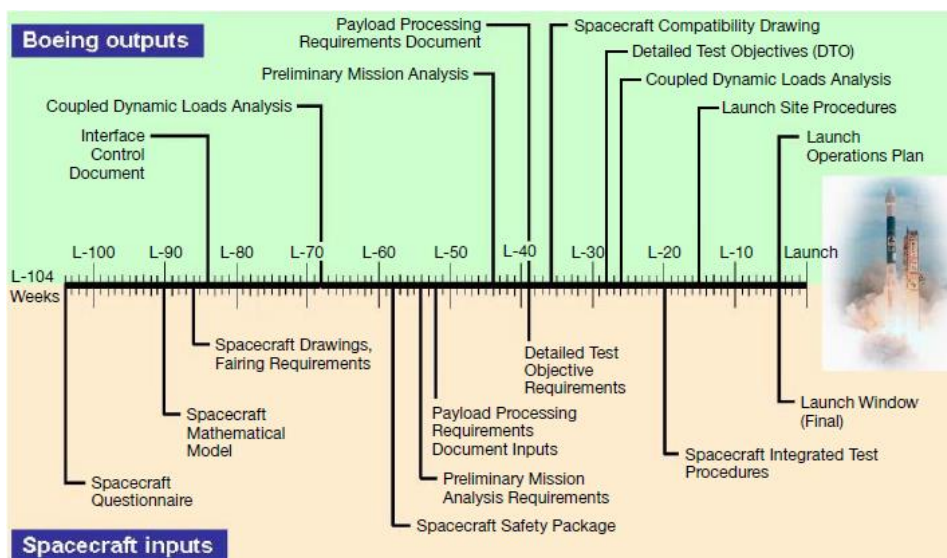 Boeing outputs
Payload Processing
Requirements Document
Spacecraft Compatibility Drawing
Detailed Test Objectives (DTO)
Preliminary Mission Analysis
Coupled Dynamic Loads Analysis
Coupled Dynamic Loads Analysis
Launch Site Procedures
Interface
Control
Document
Launch
Operations Plan
L-104
L-100
L-90
L-80
L-70
L-60
L-50
L-40
L-30
L-20
L-10
Launch
Weeks
Spacecraft Drawings,
Fairing Requirements
Detailed Test
Objective
Requirements
Spacecraft
Mathematical
Model
Payload Processing
Requirements
Document Inputs
Launch Window
(Final)
Spacecraft Integrated Test
Procedures
Spacecraft
Questionnaire
Preliminary Mission
Analysis Requirements
Spacecraft Safety Package
Spacecraft inputs